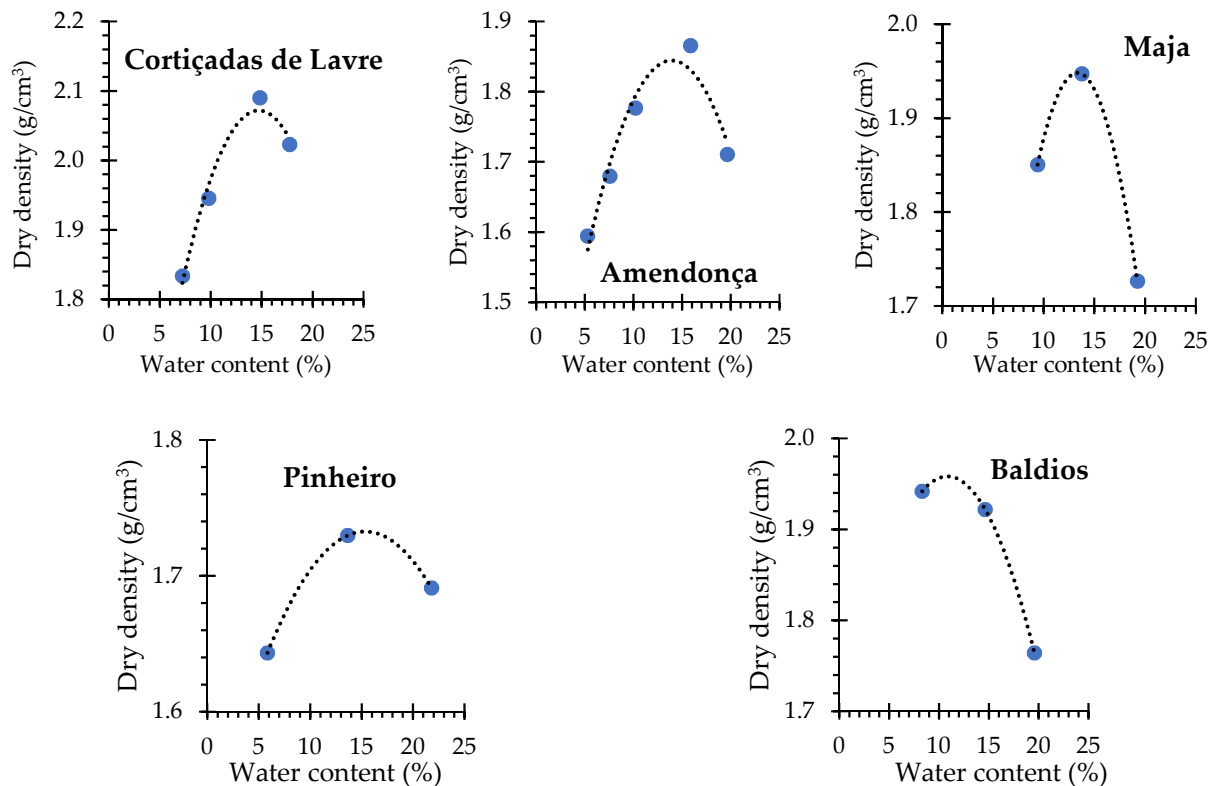 Cortiçadas de Lavre
Dry density (g/cm³)
2.2
2.1
2.0
1.9
1.8
0 5 10 15 20 25
Water content (%)
Amendonça
Dry density (g/cm³)
1.9
1.8
1.7
1.6
1.5
0 5 10 15 20 25
Water content (%)
Maja
Dry density (g/cm³)
2.0
1.9
1.8
1.7
0 5 10 15 20 25
Water content (%)
Pinheiro
Dry density (g/cm³)
1.8
1.7
1.6
0 5 10 15 20 25
Water content (%)
Baldios
Dry density (g/cm³)
2.0
1.9
1.8
1.7
0 5 10 15 20 25
Water content (%)